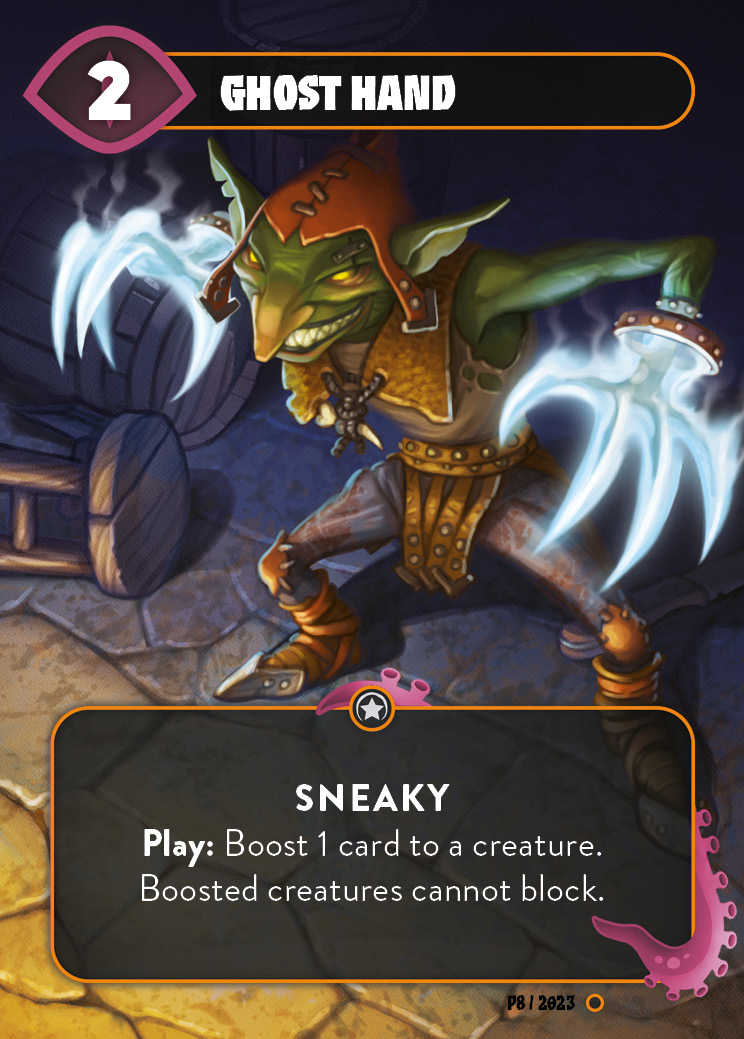 2
GHOST HAND
SNEAKY
Play: Boost 1 card to a creature.
Boosted creatures cannot block.
P8 / 2023